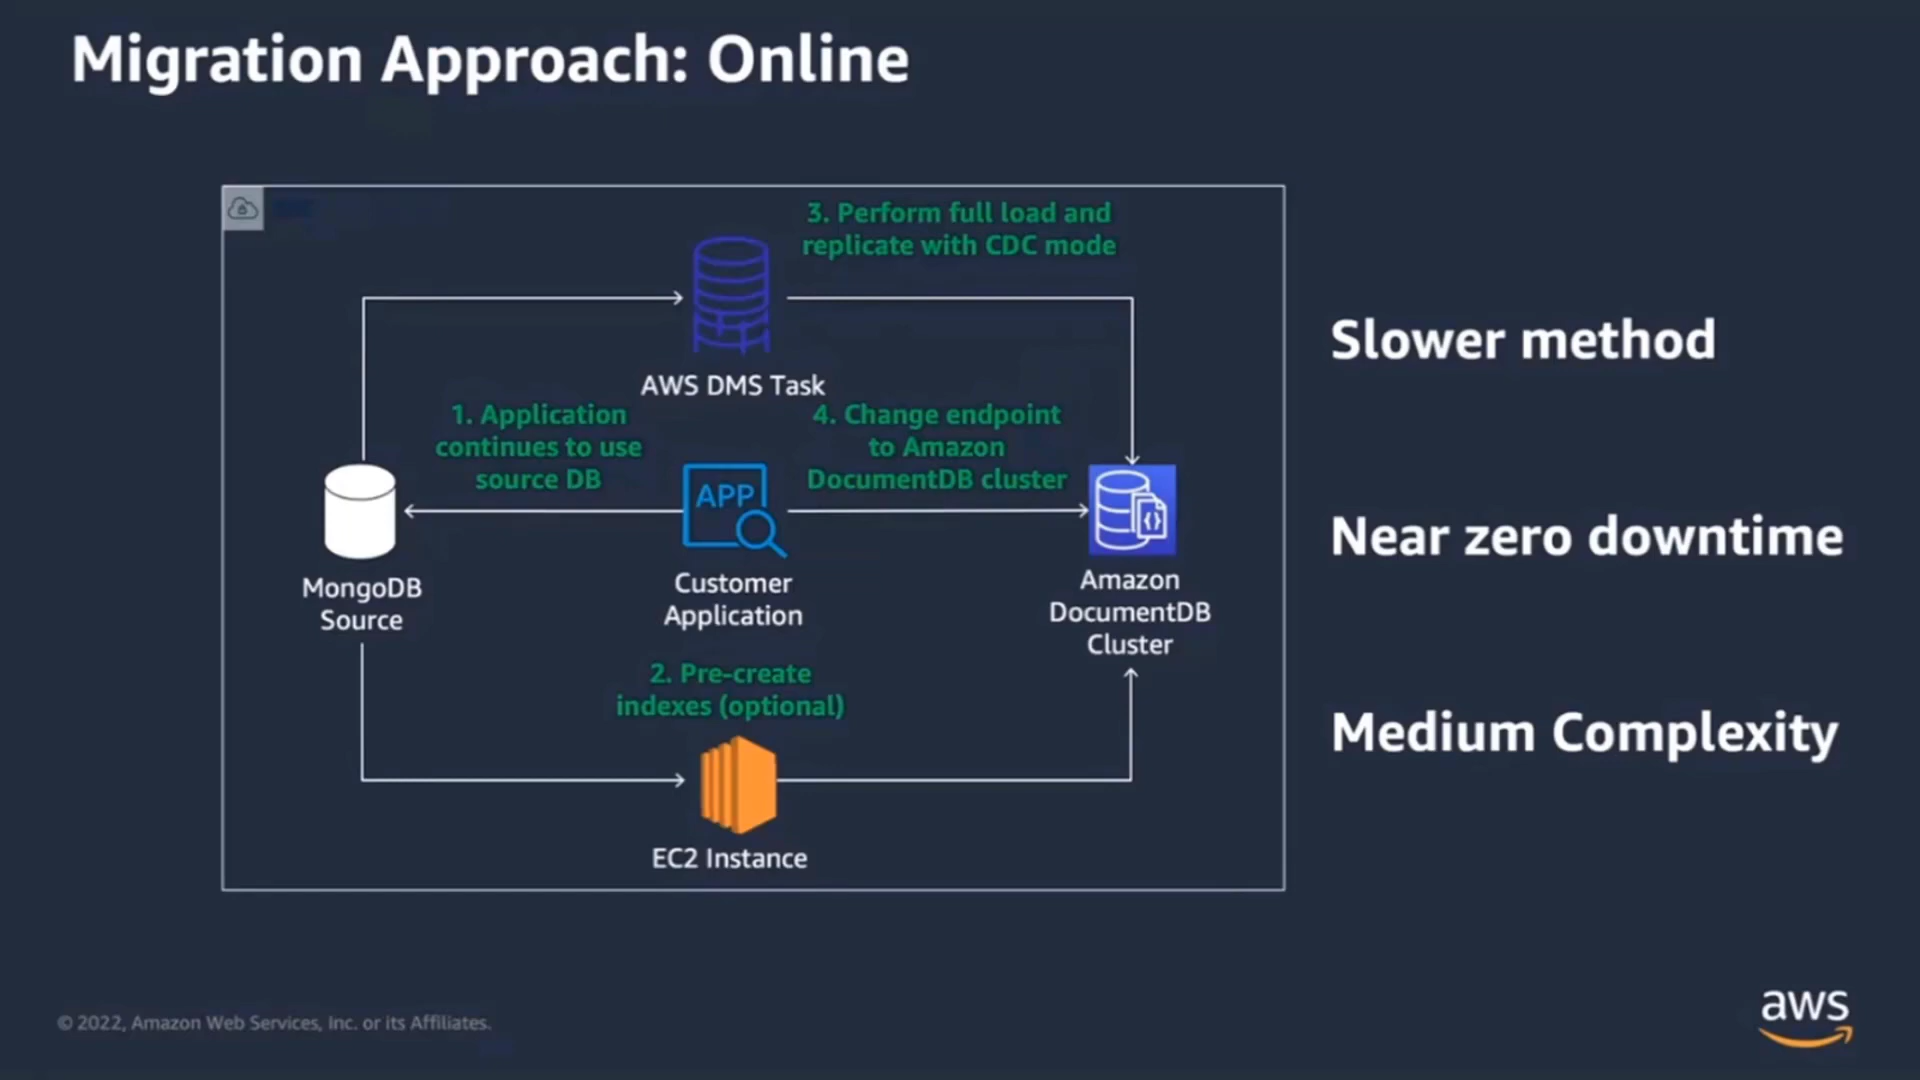 Migration Approach: Online
3. Perform full load and
replicate with CDC mode
AWS DMS Task
1. Application
continues to use
source DB
4. Change endpoint
to Amazon
DocumentDB cluster
APP
MongoDB
Source
Customer
Application
Amazon
DocumentDB
Cluster
2. Pre-create
indexes (optional)
EC2 Instance
Slower method
Near zero downtime
Medium Complexity
© 2022, Amazon Web Services, Inc. or its Affiliates.
aws